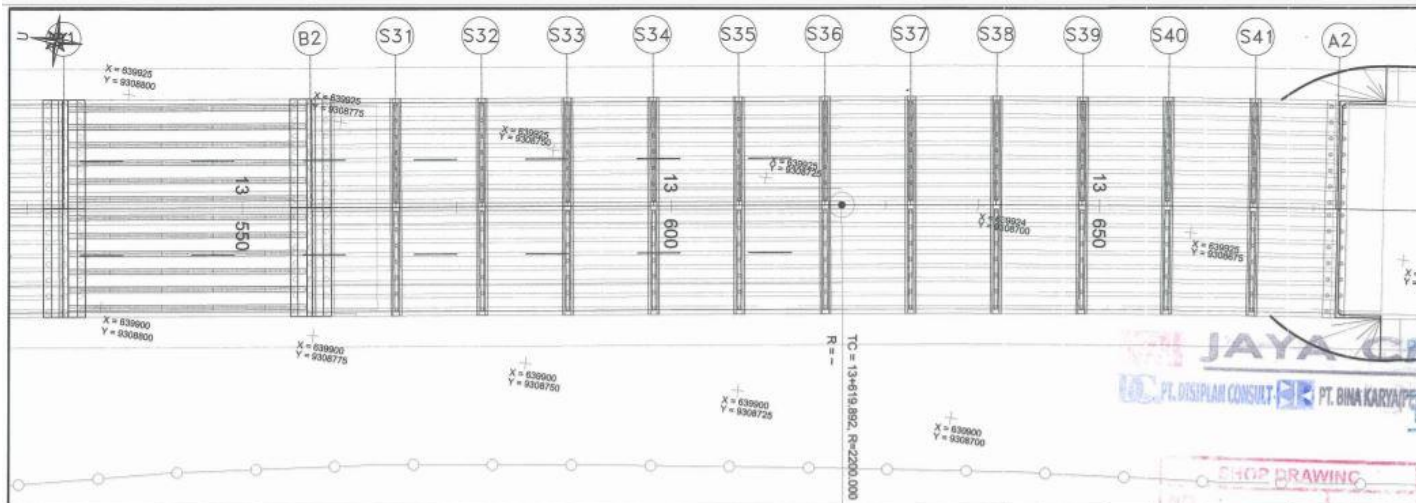 U
B2
S31
S32
S33
S34
S35
S36
S37
S38
S39
S40
S41
A2
X = 639925
Y = 9308800
X = 639925
Y = 9308775
X = 639925
Y = 9308750
X = 639925
Y = 9308725
X = 639924
Y = 9308700
X = 639925
Y = 9308675
13 550
13 600
13 650
X = 639900
Y = 9308800
X = 639900
Y = 9308775
X = 639900
Y = 9308750
X = 639900
Y = 9308725
X = 639900
Y = 9308700
TC = 13+619.892, R=2200.000
R = –
JAYA
PT. DISIPLAN CONSULT
PT. BINA KARYA
SHOP DRAWING